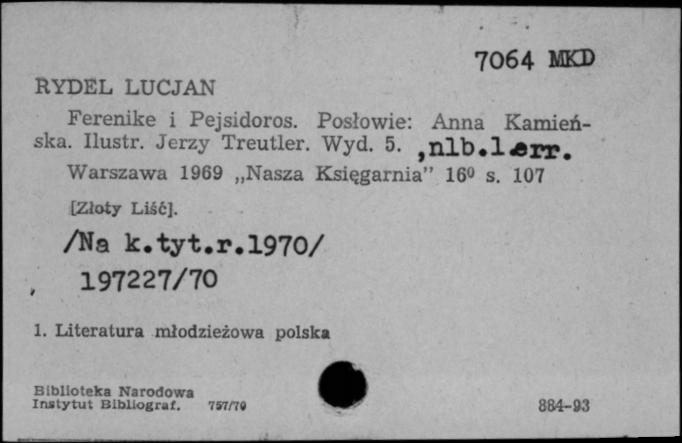 7064 MKD
RYDEL LUCJAN
Ferenike i Pejsidoros. Posłowie: Anna Kamień-
ska. Ilustr. Jerzy Treutler. Wyd. 5. ,nlb.1.err.
Warszawa 1969 „Nasza Księgarnia” 16⁰ s. 107
[Złoty Liść].
/Na k.tyt.r.1970/
197227/70
1. Literatura młodzieżowa polska
Biblioteka Narodowa
Instytut Bibliograf. 757/70
884-93